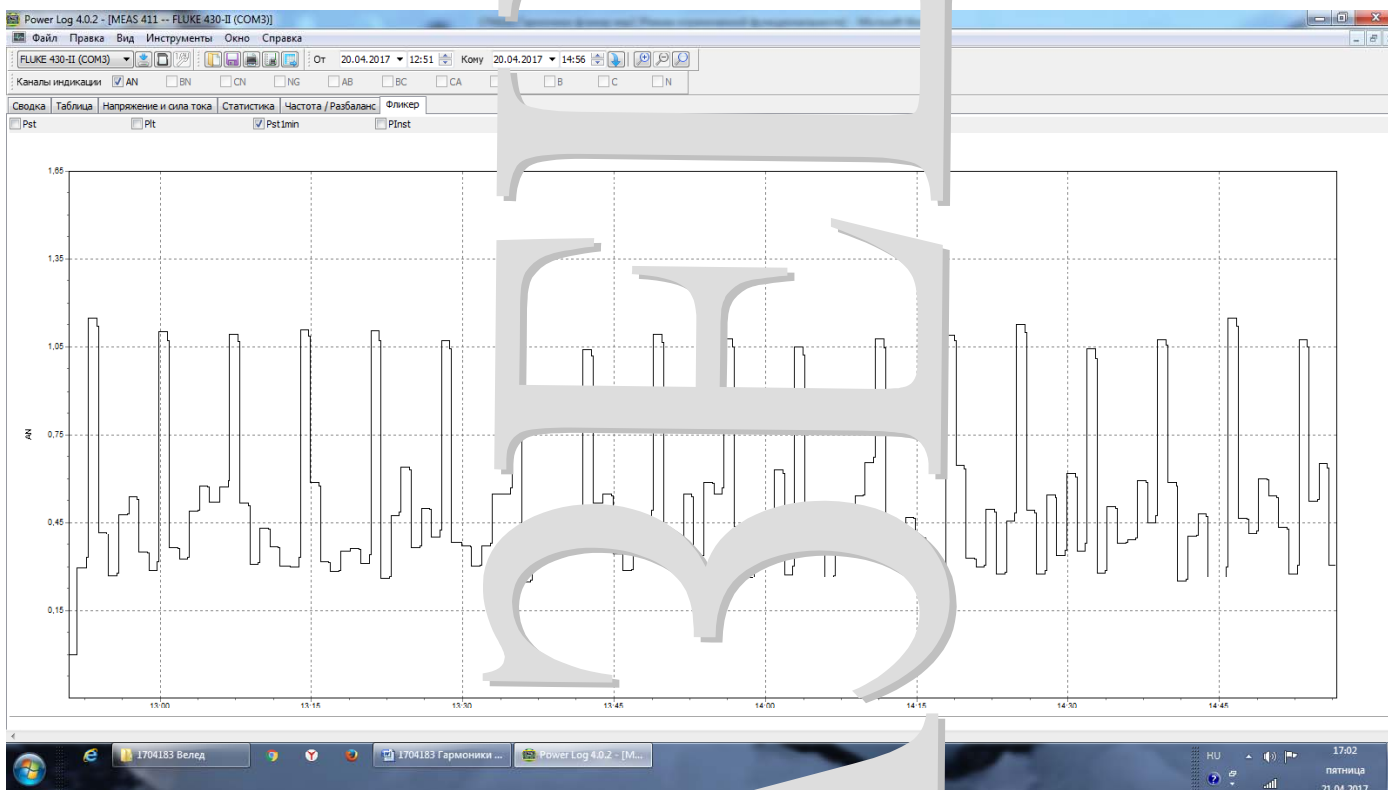 Power Log 4.0.2 - [MEAS 411 -- FLUKE 430-II (COM3)]
Файл Правка Вид Инструменты Окно Справка
FLUKE 430-II (COM3) От 20.04.2017 12:51 Кому 20.04.2017 14:56
Каналы индикации AN BN CN NG AB BC CA B C N
Сводка Таблица Напряжение и сила тока Статистика Частота / Разбаланс Фликер
Pst Plt Pst1min PInst
1,65
1,35
1,05
0,75
0,45
0,15
AN
13:00 13:15 13:30 13:45 14:00 14:15 14:30 14:45
1704183 Велед 1704183 Гармоники ... Power Log 4.0.2 - [M... HU 17:02
пятница
21.04.2017